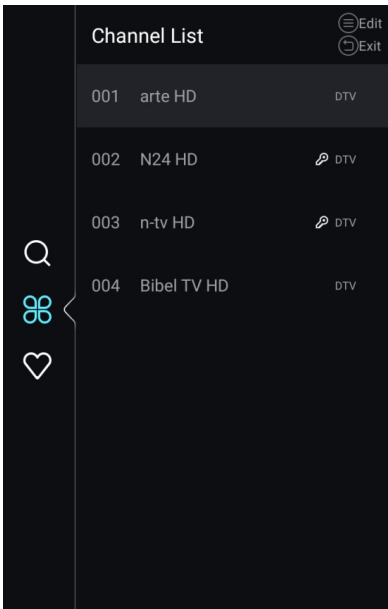 Channel List
Edit
Exit
001 arte HD DTV
002 N24 HD DTV
003 n-tv HD DTV
004 Bibel TV HD DTV